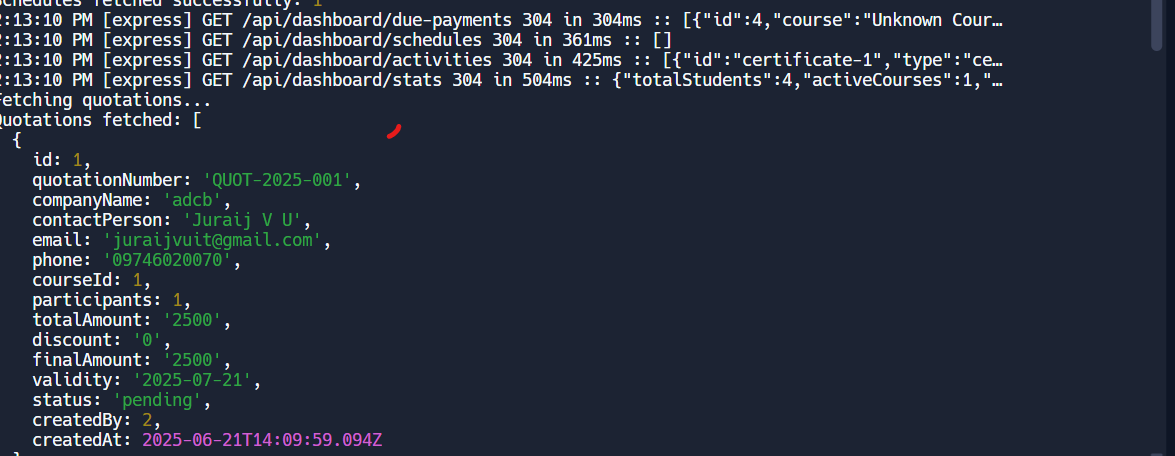 Schedules fetched successfully: 1
2:13:10 PM [express] GET /api/dashboard/due-payments 304 in 304ms :: [{"id":4,"course":"Unknown Cour…
2:13:10 PM [express] GET /api/dashboard/schedules 304 in 361ms :: []
2:13:10 PM [express] GET /api/dashboard/activities 304 in 425ms :: [{"id":"certificate-1","type":"ce…
2:13:10 PM [express] GET /api/dashboard/stats 304 in 504ms :: {"totalStudents":4,"activeCourses":1,"…
Fetching quotations...
Quotations fetched: [
  {
    id: 1,
    quotationNumber: 'QUOT-2025-001',
    companyName: 'adcb',
    contactPerson: 'Juraij V U',
    email: 'juraijvuit@gmail.com',
    phone: '09746020070',
    courseId: 1,
    participants: 1,
    totalAmount: '2500',
    discount: '0',
    finalAmount: '2500',
    validity: '2025-07-21',
    status: 'pending',
    createdBy: 2,
    createdAt: 2025-06-21T14:09:59.094Z